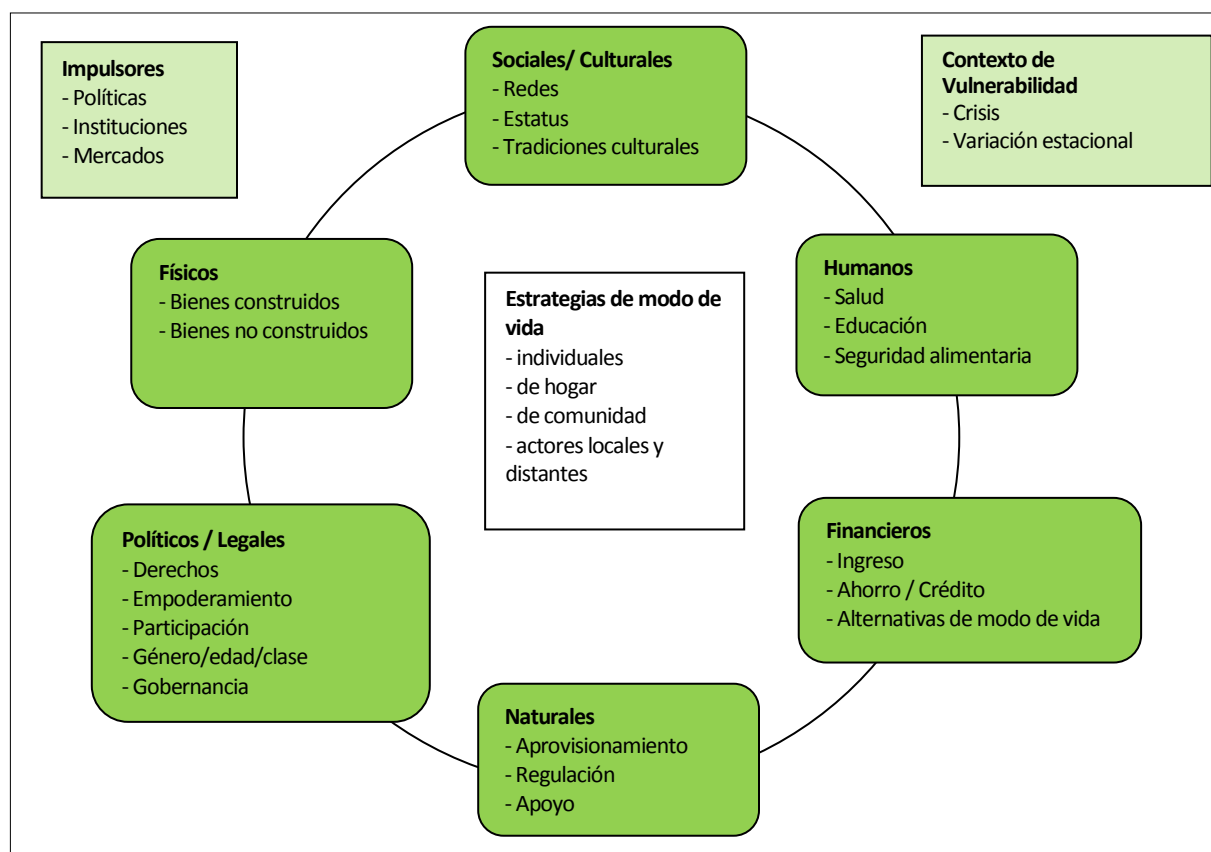 Impulsores
- Políticas
- Instituciones
- Mercados
Sociales/ Culturales
- Redes
- Estatus
- Tradiciones culturales
Contexto de
Vulnerabilidad
- Crisis
- Variación estacional
Físicos
- Bienes construidos
- Bienes no construidos
Estrategias de modo de
vida
- individuales
- de hogar
- de comunidad
- actores locales y
distantes
Humanos
- Salud
- Educación
- Seguridad alimentaria
Políticos / Legales
- Derechos
- Empoderamiento
- Participación
- Género/edad/clase
- Gobernancia
Financieros
- Ingreso
- Ahorro / Crédito
- Alternativas de modo de vida
Naturales
- Aprovisionamiento
- Regulación
- Apoyo